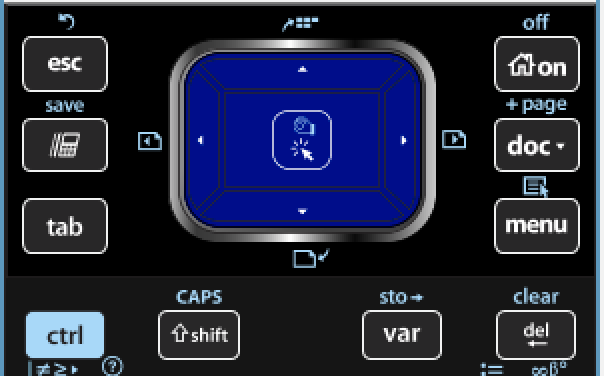 off
esc
on
save
+ page
doc
tab
menu
CAPS
sto →
clear
ctrl
⇧shift
var
del
←
|≠≥▸
?
:=
∞β°